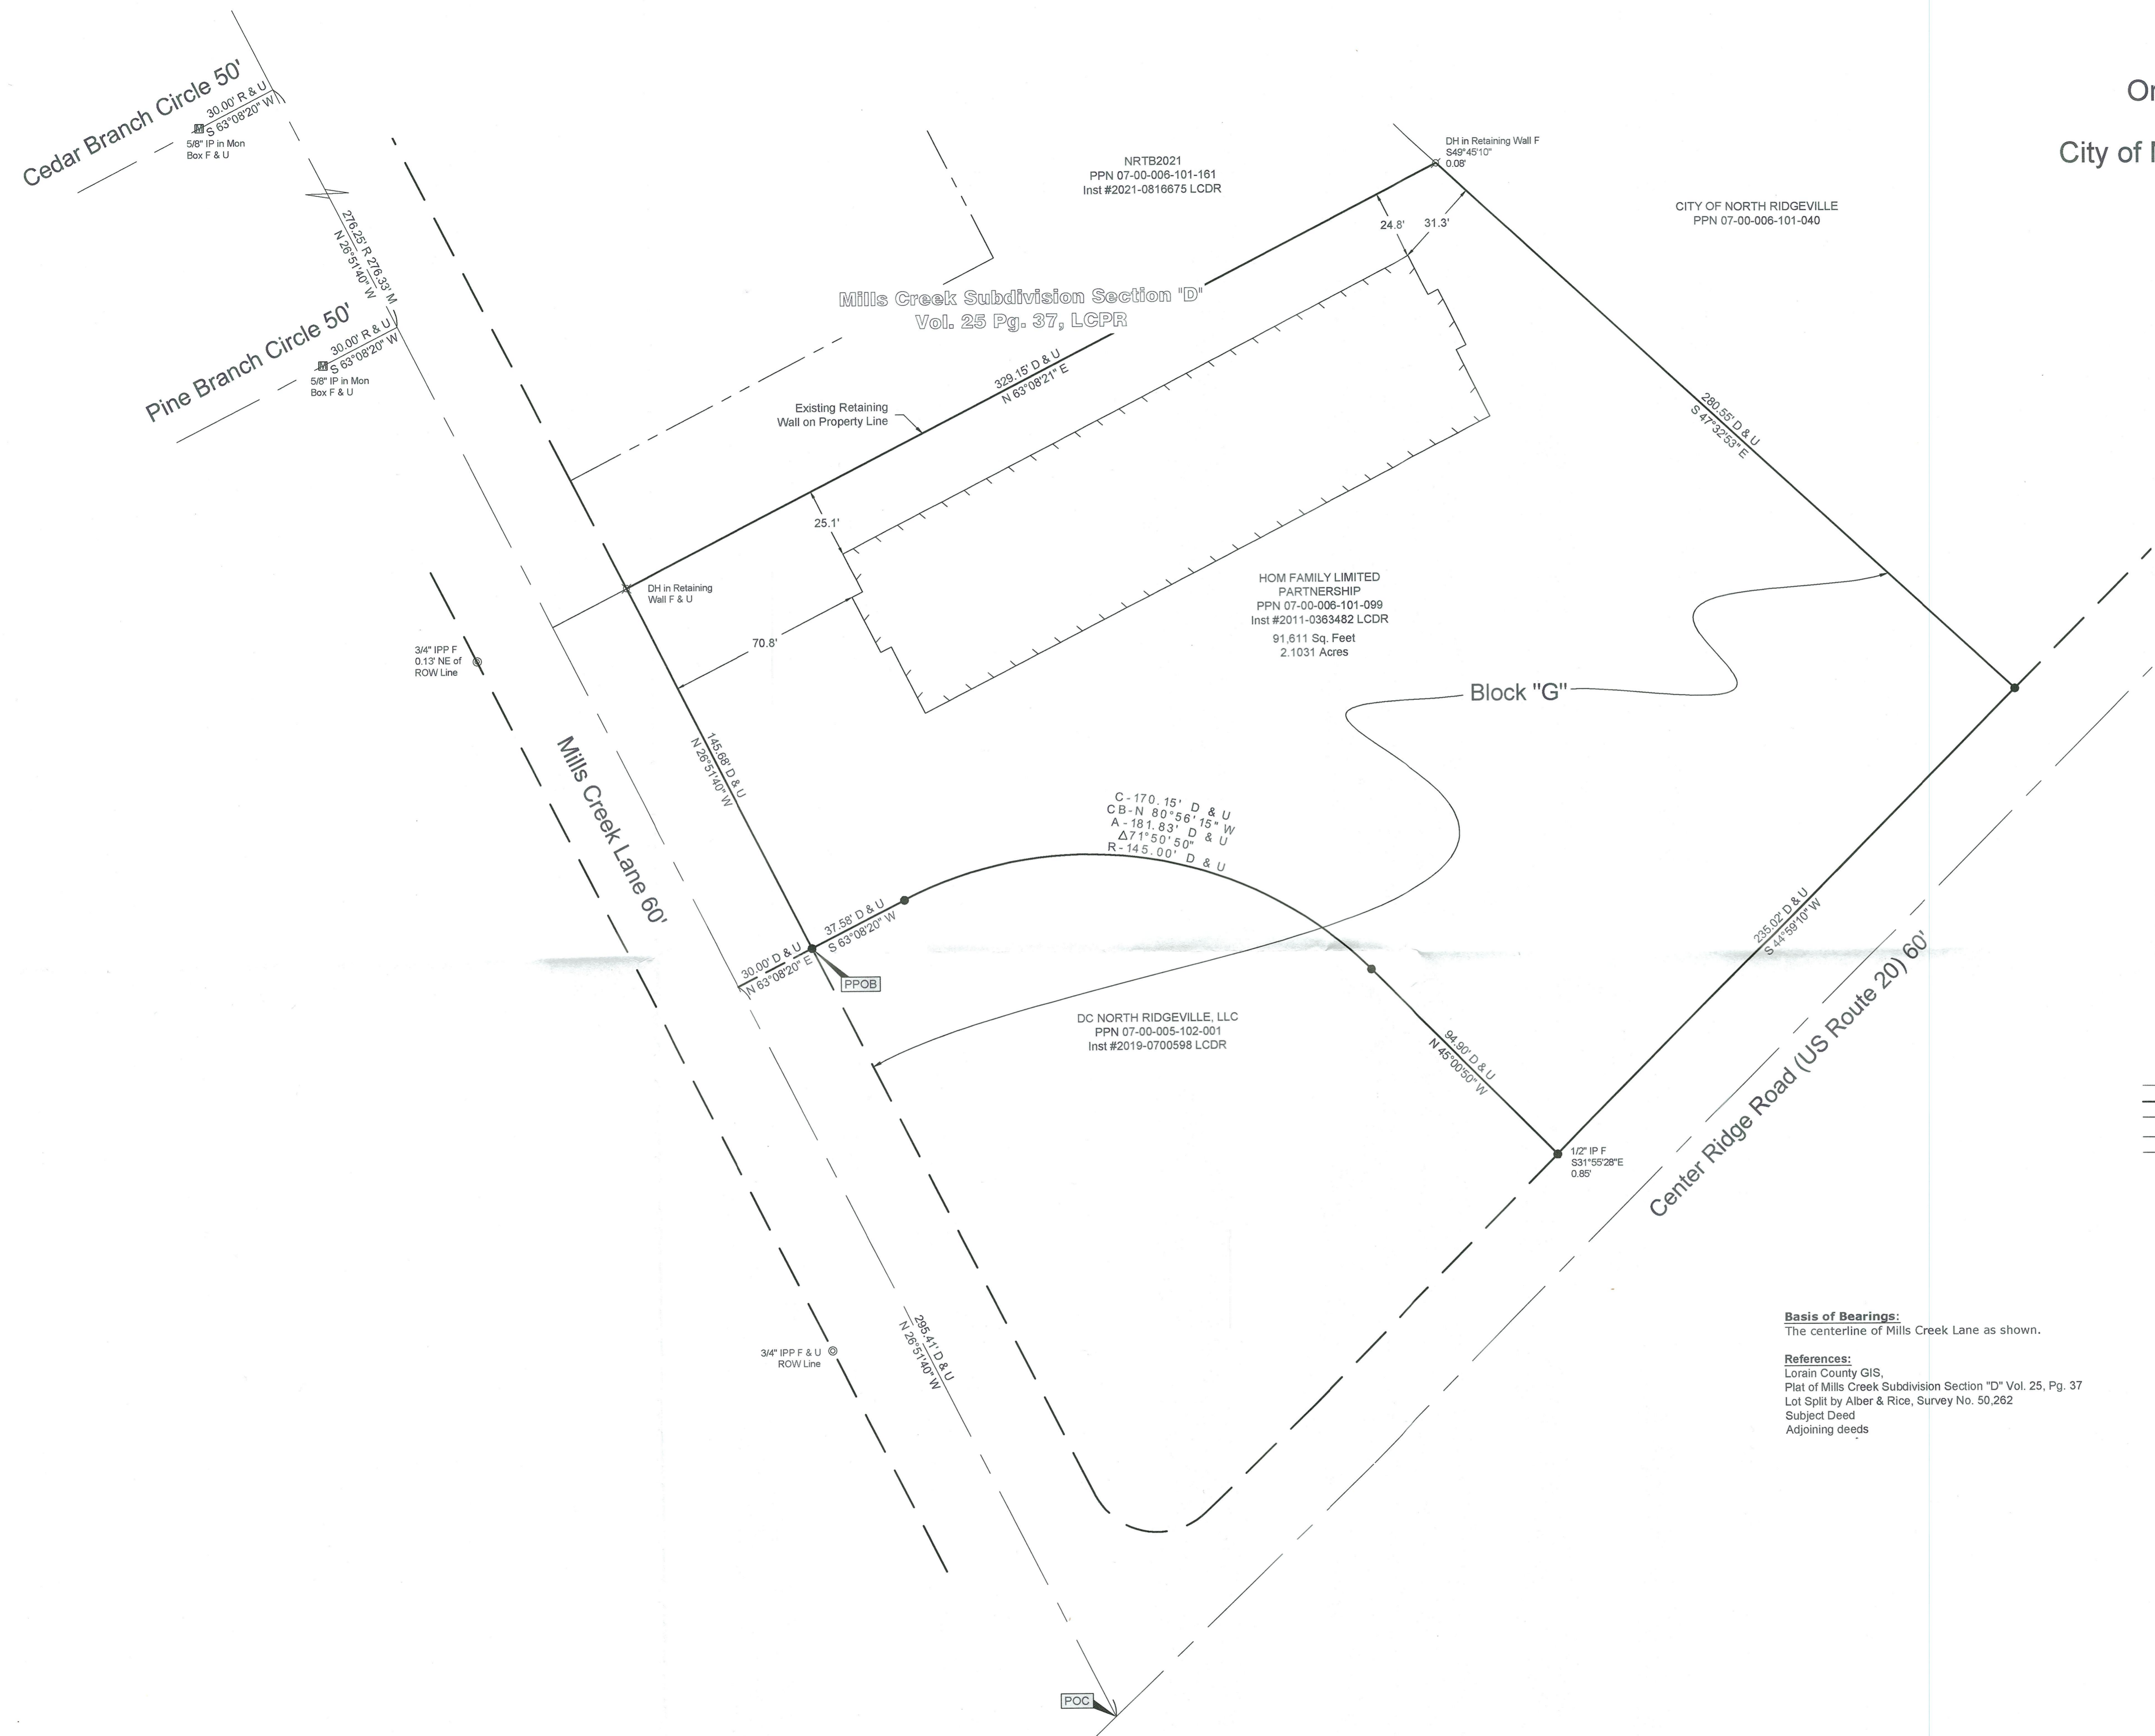 Cedar Branch Circle 50'
30.00' R & U
S 63°08'20" W
M
5/8" IP in Mon
Box F & U
276.25' R 276.33' M
N 26°51'40" W
Pine Branch Circle 50'
30.00' R & U
S 63°08'20" W
M
5/8" IP in Mon
Box F & U
NRTB2021
PPN 07-00-006-101-161
Inst #2021-0816675 LCDR
DH in Retaining Wall F
S49°45'10"
0.08'
City of
CITY OF NORTH RIDGEVILLE
PPN 07-00-006-101-040
24.8'
31.3'
Mills Creek Subdivision Section "D"
Vol. 25 Pg. 37, LCPR
329.15' D & U
N 63°08'21" E
Existing Retaining
Wall on Property Line
280.55' D & U
S 47°32'53" E
25.1'
DH in Retaining
Wall F & U
70.8'
3/4" IPP F
0.13' NE of
ROW Line
HOM FAMILY LIMITED
PARTNERSHIP
PPN 07-00-006-101-099
Inst #2011-0363482 LCDR
91,611 Sq. Feet
2.1031 Acres
Block "G"
145.68' D & U
N 26°51'40" W
Mills Creek Lane 60'
C-170.15' D & U
CB-N 80°56'15" W
A-181.83' D & U
Δ71°50'50"
R-145.00' D & U
37.58' D & U
S 63°08'20" W
30.00' D & U
N 63°08'20" E
PPOB
235.02' D & U
S 44°59'10" W
Center Ridge Road (US Route 20) 60'
DC NORTH RIDGEVILLE, LLC
PPN 07-00-005-102-001
Inst #2019-0700598 LCDR
94.90' D & U
N 45°00'50" W
1/2" IP F
S31°55'28"E
0.85'
295.41' D & U
N 26°51'40" W
3/4" IPP F & U
ROW Line
Basis of Bearings:
The centerline of Mills Creek Lane as shown.
References:
Lorain County GIS,
Plat of Mills Creek Subdivision Section "D" Vol. 25, Pg. 37
Lot Split by Alber & Rice, Survey No. 50,262
Subject Deed
Adjoining deeds
POC